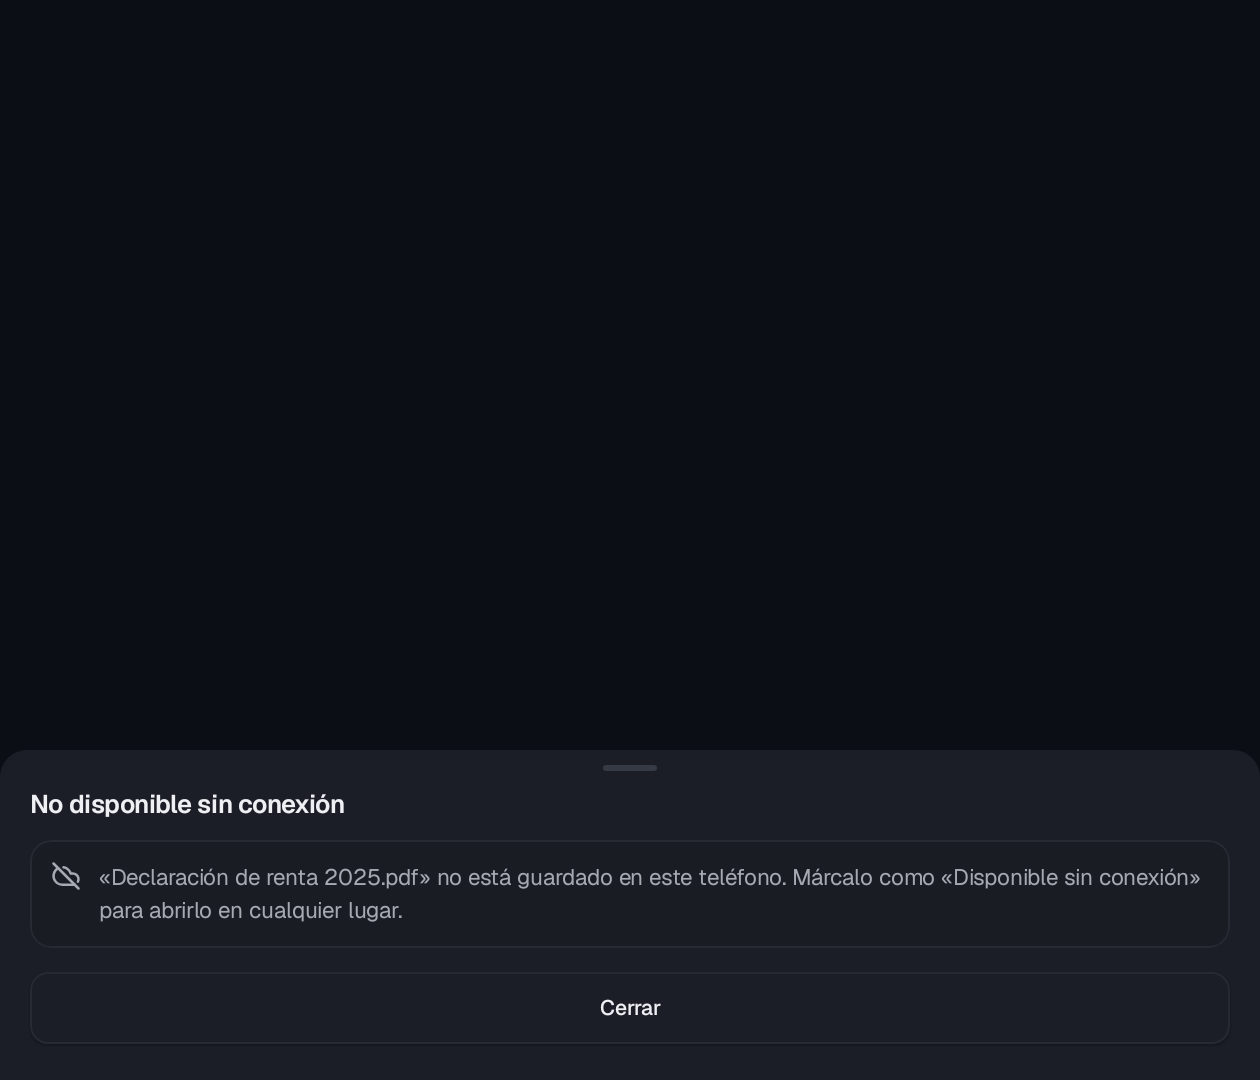 No disponible sin conexión
«Declaración de renta 2025.pdf» no está guardado en este teléfono. Márcalo como «Disponible sin conexión»
para abrirlo en cualquier lugar.
Cerrar